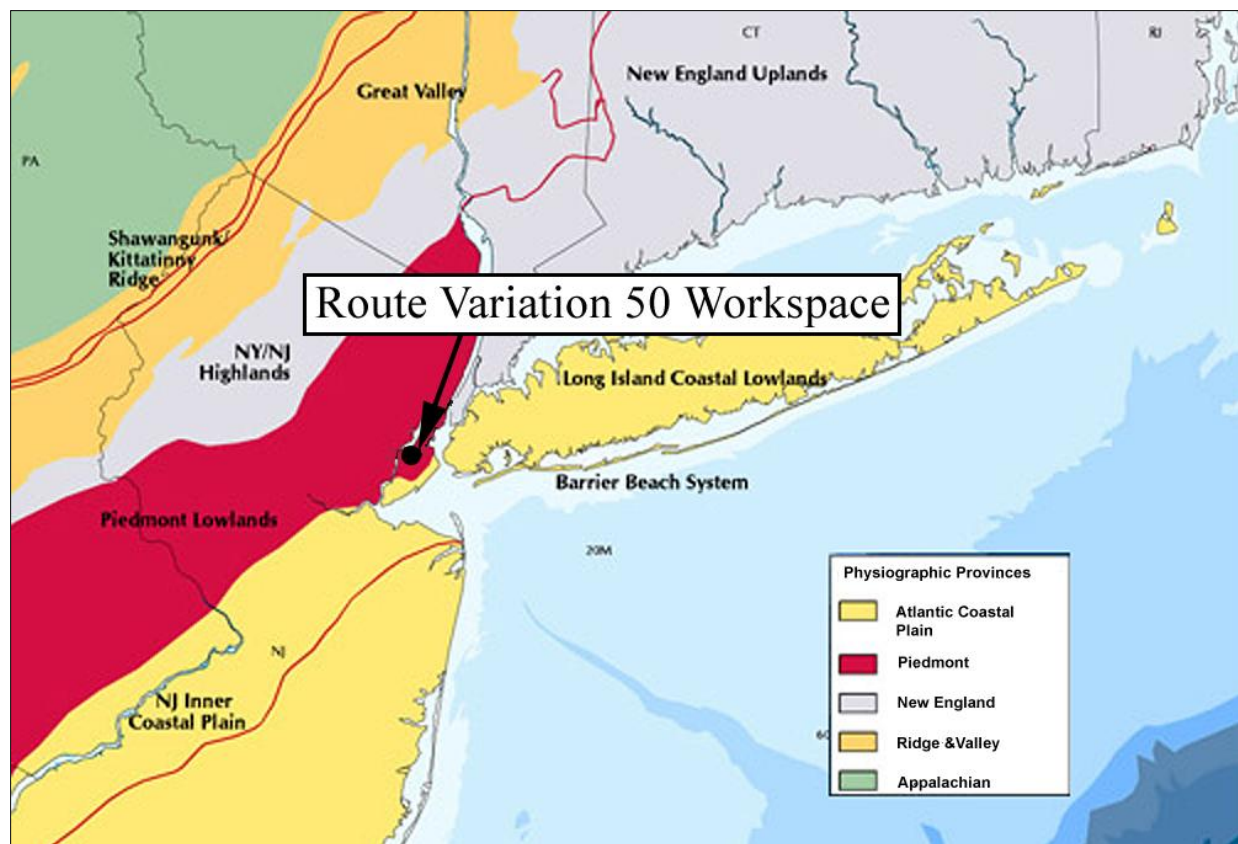 CT
RI
New England Uplands
Great Valley
PA
Shawangunk/
Kittatinny
Ridge
Route Variation 50 Workspace
NY/NJ
Highlands
Long Island Coastal Lowlands
Barrier Beach System
Piedmont Lowlands
20M
NJ
NJ Inner
Coastal Plain
60
Physiographic Provinces
Atlantic Coastal
Plain
Piedmont
New England
Ridge &Valley
Appalachian